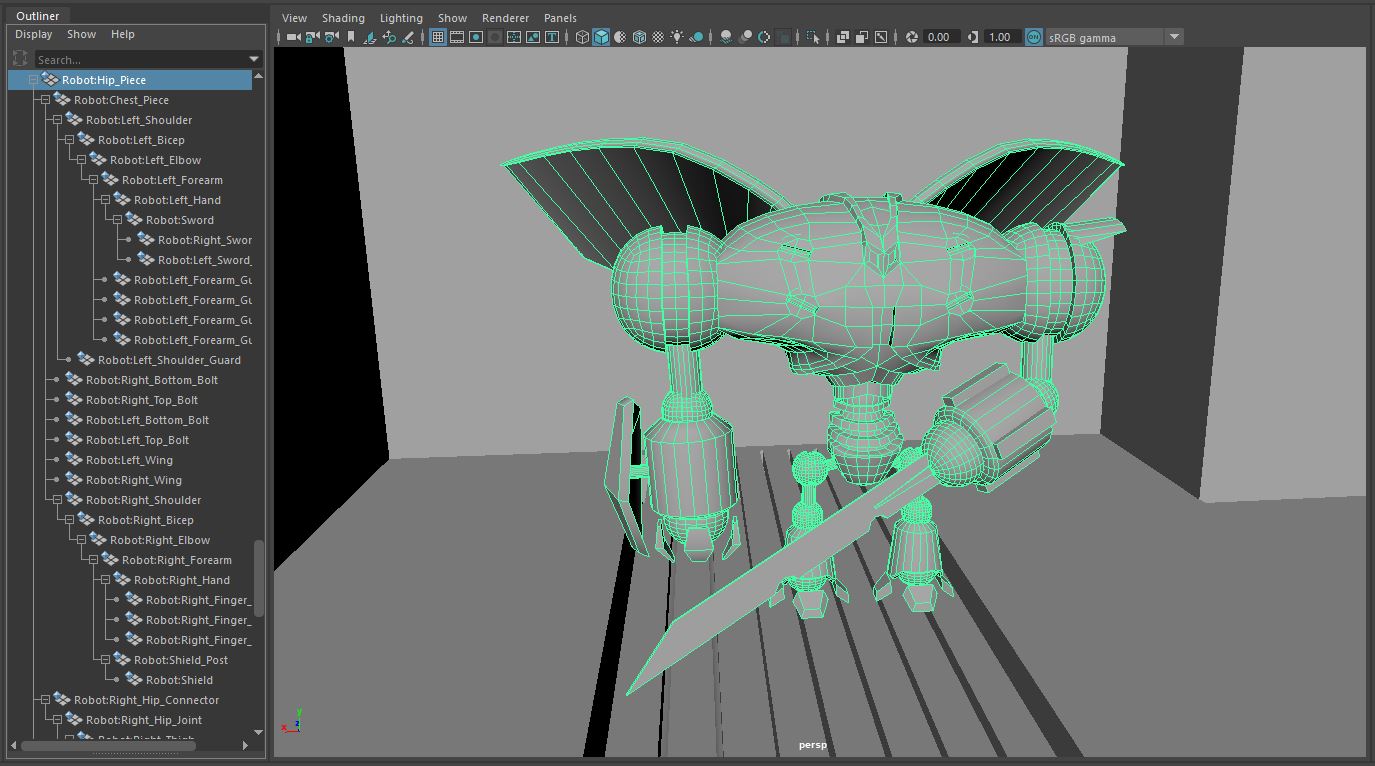 Outliner
Display Show Help
Search...
Robot:Hip_Piece
Robot:Chest_Piece
Robot:Left_Shoulder
Robot:Left_Bicep
Robot:Left_Elbow
Robot:Left_Forearm
Robot:Left_Hand
Robot:Sword
Robot:Right_Swor
Robot:Left_Sword_
Robot:Left_Forearm_Gu
Robot:Left_Forearm_Gu
Robot:Left_Forearm_Gu
Robot:Left_Forearm_Gu
Robot:Left_Shoulder_Guard
Robot:Right_Bottom_Bolt
Robot:Right_Top_Bolt
Robot:Left_Bottom_Bolt
Robot:Left_Top_Bolt
Robot:Left_Wing
Robot:Right_Wing
Robot:Right_Shoulder
Robot:Right_Bicep
Robot:Right_Elbow
Robot:Right_Forearm
Robot:Right_Hand
Robot:Right_Finger_
Robot:Right_Finger_
Robot:Right_Finger_
Robot:Shield_Post
Robot:Shield
Robot:Right_Hip_Connector
Robot:Right_Hip_Joint
Robot:Right_Thigh
View Shading Lighting Show Renderer Panels
0.00 1.00 ON sRGB gamma
y
x z
persp